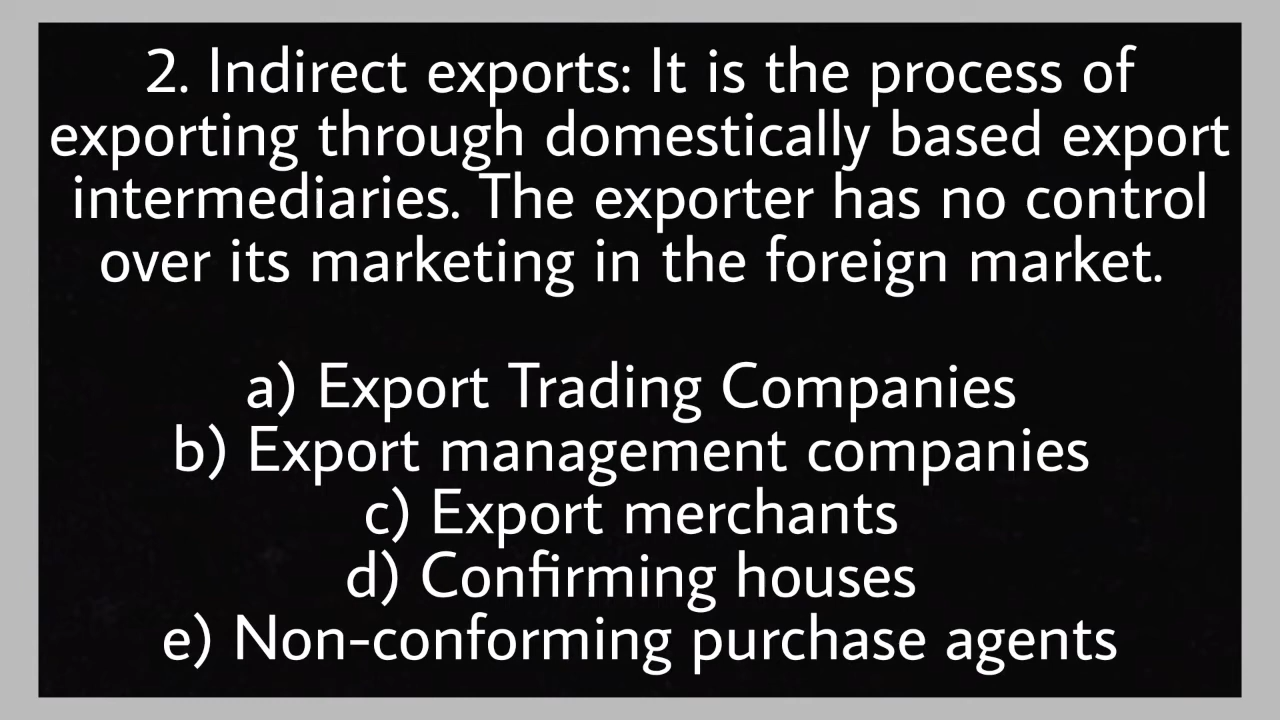 2. Indirect exports: It is the process of
exporting through domestically based export
intermediaries. The exporter has no control
over its marketing in the foreign market.
a) Export Trading Companies
b) Export management companies
c) Export merchants
d) Confirming houses
e) Non-conforming purchase agents